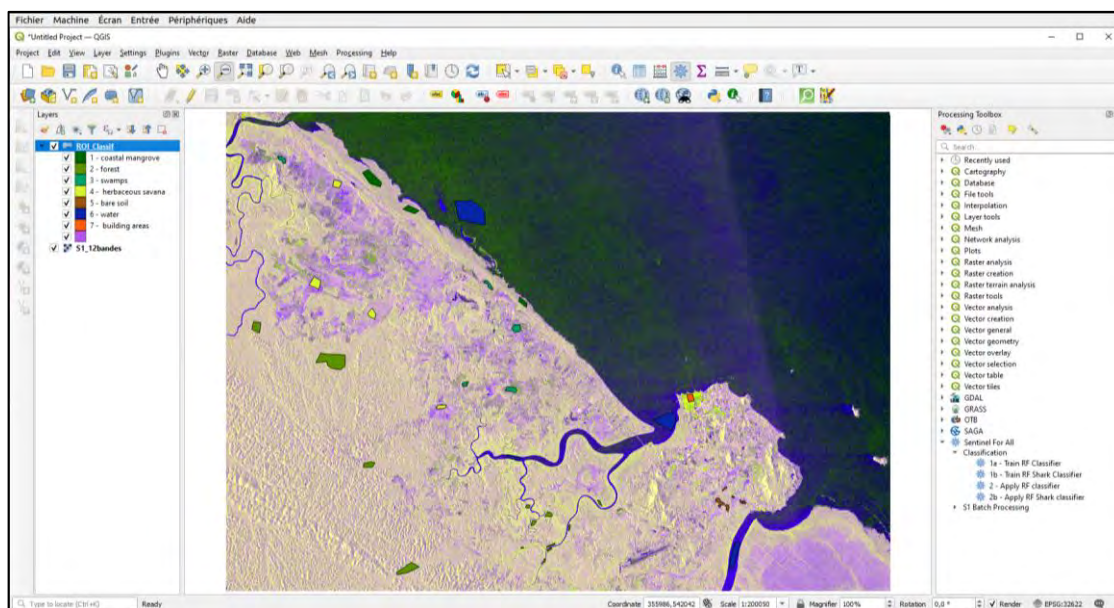 Fichier Machine Écran Entrée Périphériques Aide
*Untitled Project — QGIS
Project Edit View Layer Settings Plugins Vector Raster Database Web Mesh Processing Help
Layers
ROI_Classif
1 - coastal mangrove
2 - forest
3 - swamps
4 - herbaceous savana
5 - bare soil
6 - water
7 - building areas
S1_12bandes
Processing Toolbox
Search...
Recently used
Cartography
Database
File tools
Interpolation
Layer tools
Mesh
Network analysis
Plots
Raster analysis
Raster creation
Raster terrain analysis
Raster tools
Vector analysis
Vector creation
Vector general
Vector geometry
Vector overlay
Vector selection
Vector table
Vector tiles
GDAL
GRASS
OTB
SAGA
Sentinel For All
Classification
1a - Train RF Classifier
1b - Train RF Shark Classifier
2 - Apply RF classifier
2b - Apply RF Shark classifier
S1 Batch Processing
Type to locate (Ctrl+K) Ready Coordinate 355986,542042 Scale 1:200050 Magnifier 100% Rotation 0,0 ° Render EPSG:32622